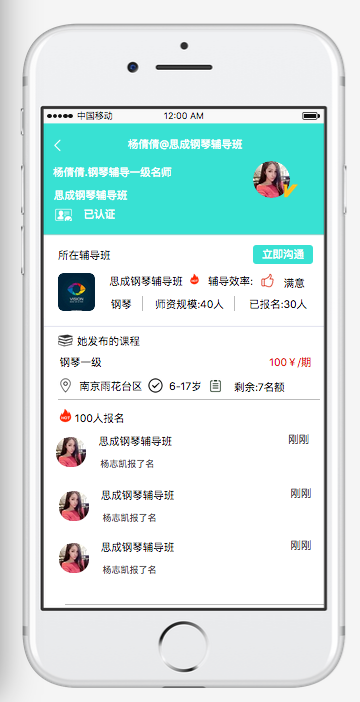 中国移动 12:00 AM
杨倩倩@思成钢琴辅导班
杨倩倩.钢琴辅导一级名师
思成钢琴辅导班
已认证
所在辅导班 立即沟通
思成钢琴辅导班 辅导效率: 满意
钢琴 师资规模:40人 已报名:30人
VISION
她发布的课程
钢琴一级 100￥/期
南京雨花台区 6-17岁 剩余:7名额
HOT 100人报名
思成钢琴辅导班 刚刚
杨志凯报了名
思成钢琴辅导班 刚刚
杨志凯报了名
思成钢琴辅导班 刚刚
杨志凯报了名